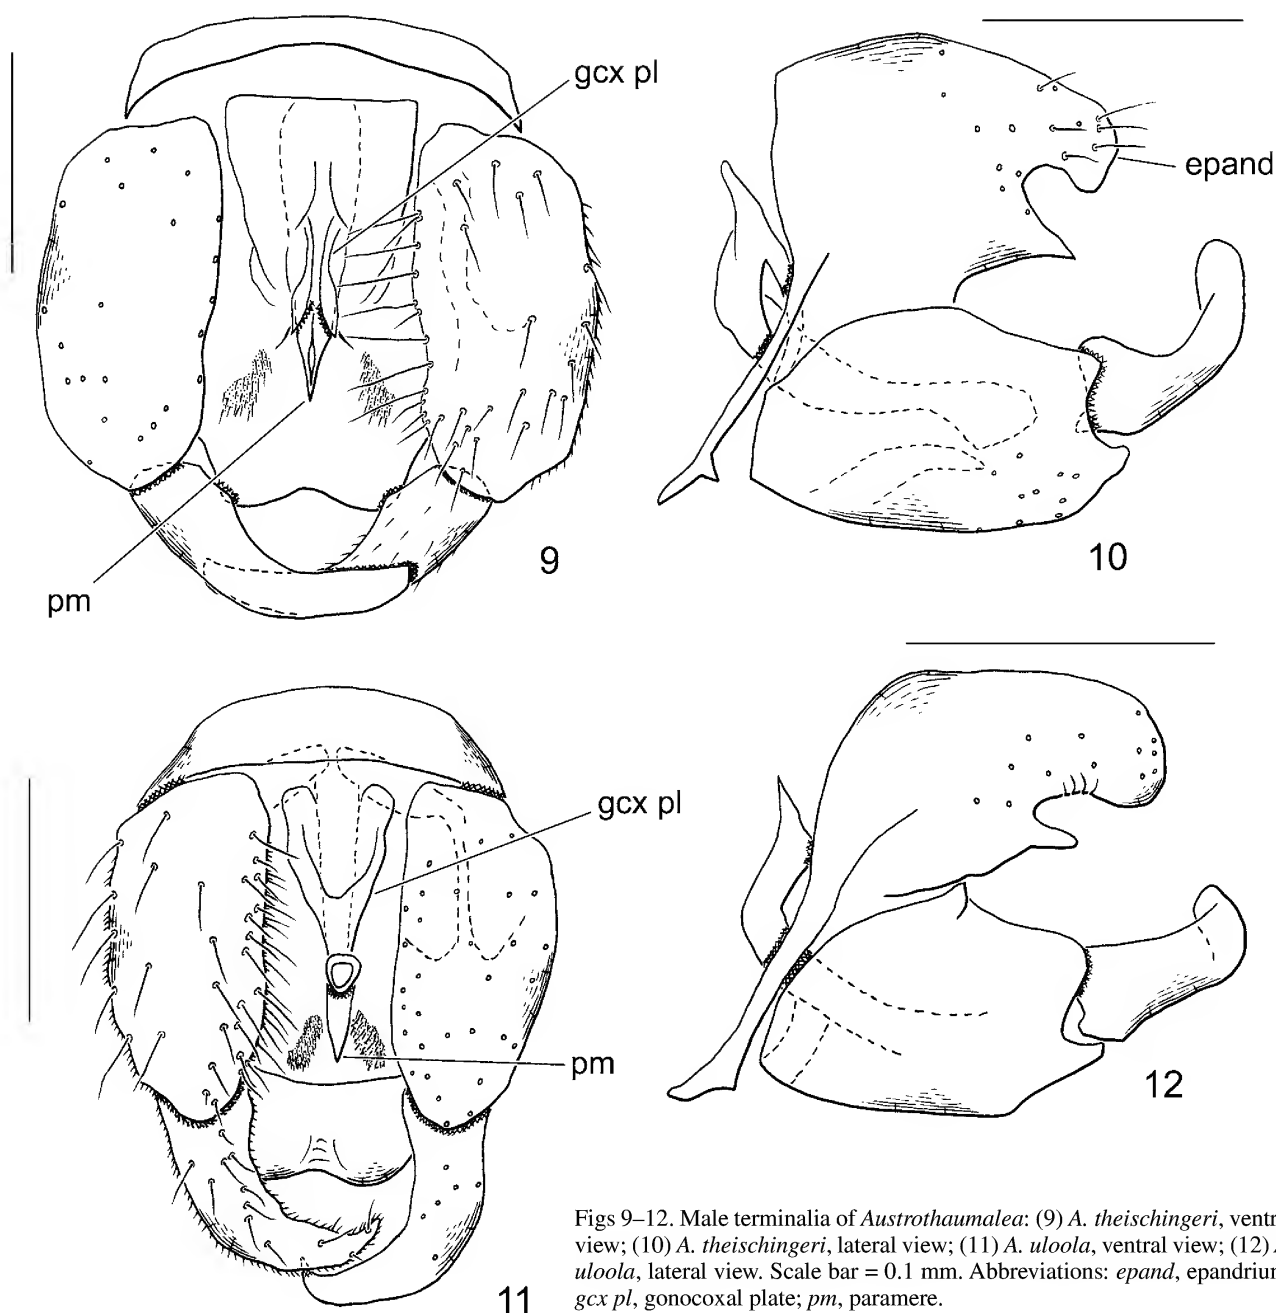 gcx pl
epand
9
10
pm
gcx pl
pm
12
11
Figs 9–12. Male terminalia of Austrothaumalea: (9) A. theischingeri, ventr
view; (10) A. theischingeri, lateral view; (11) A. uloola, ventral view; (12)
uloola, lateral view. Scale bar = 0.1 mm. Abbreviations: epand, epandriu
gcx pl, gonocoxal plate; pm, paramere.